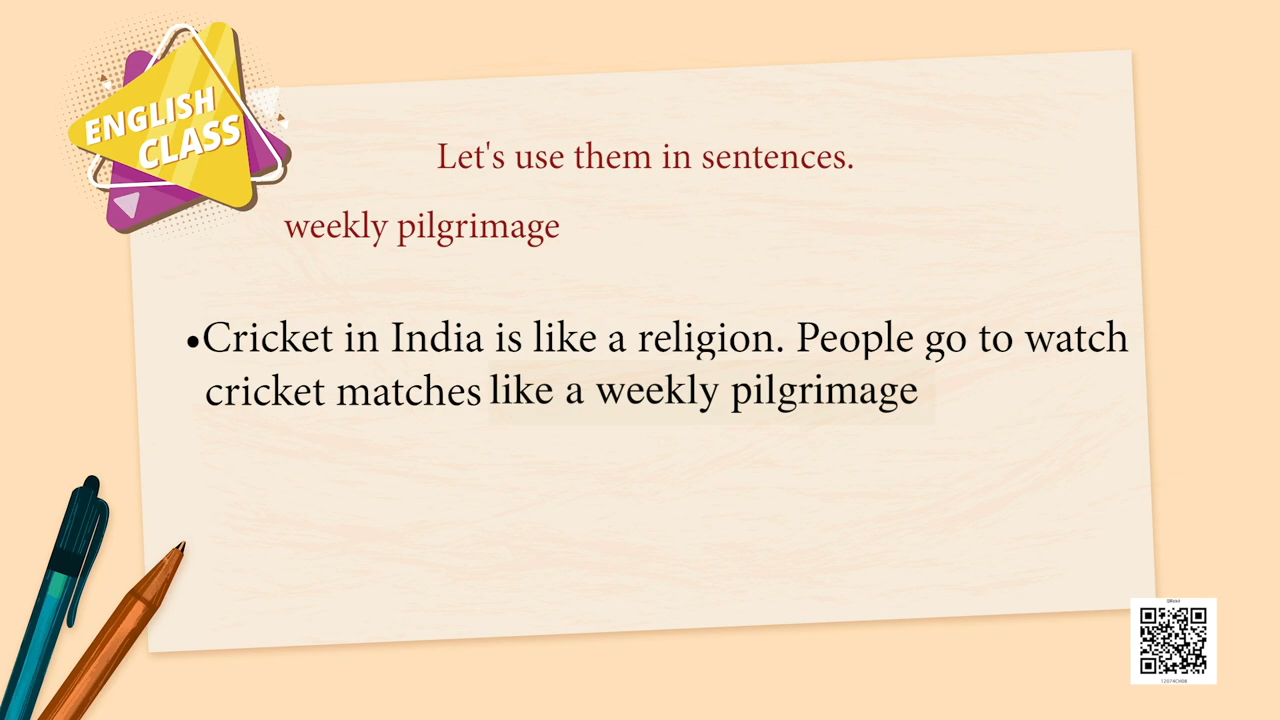 ENGLISH
CLASS
Let's use them in sentences.
weekly pilgrimage
•Cricket in India is like a religion. People go to watch
cricket matches like a weekly pilgrimage
12074CH08